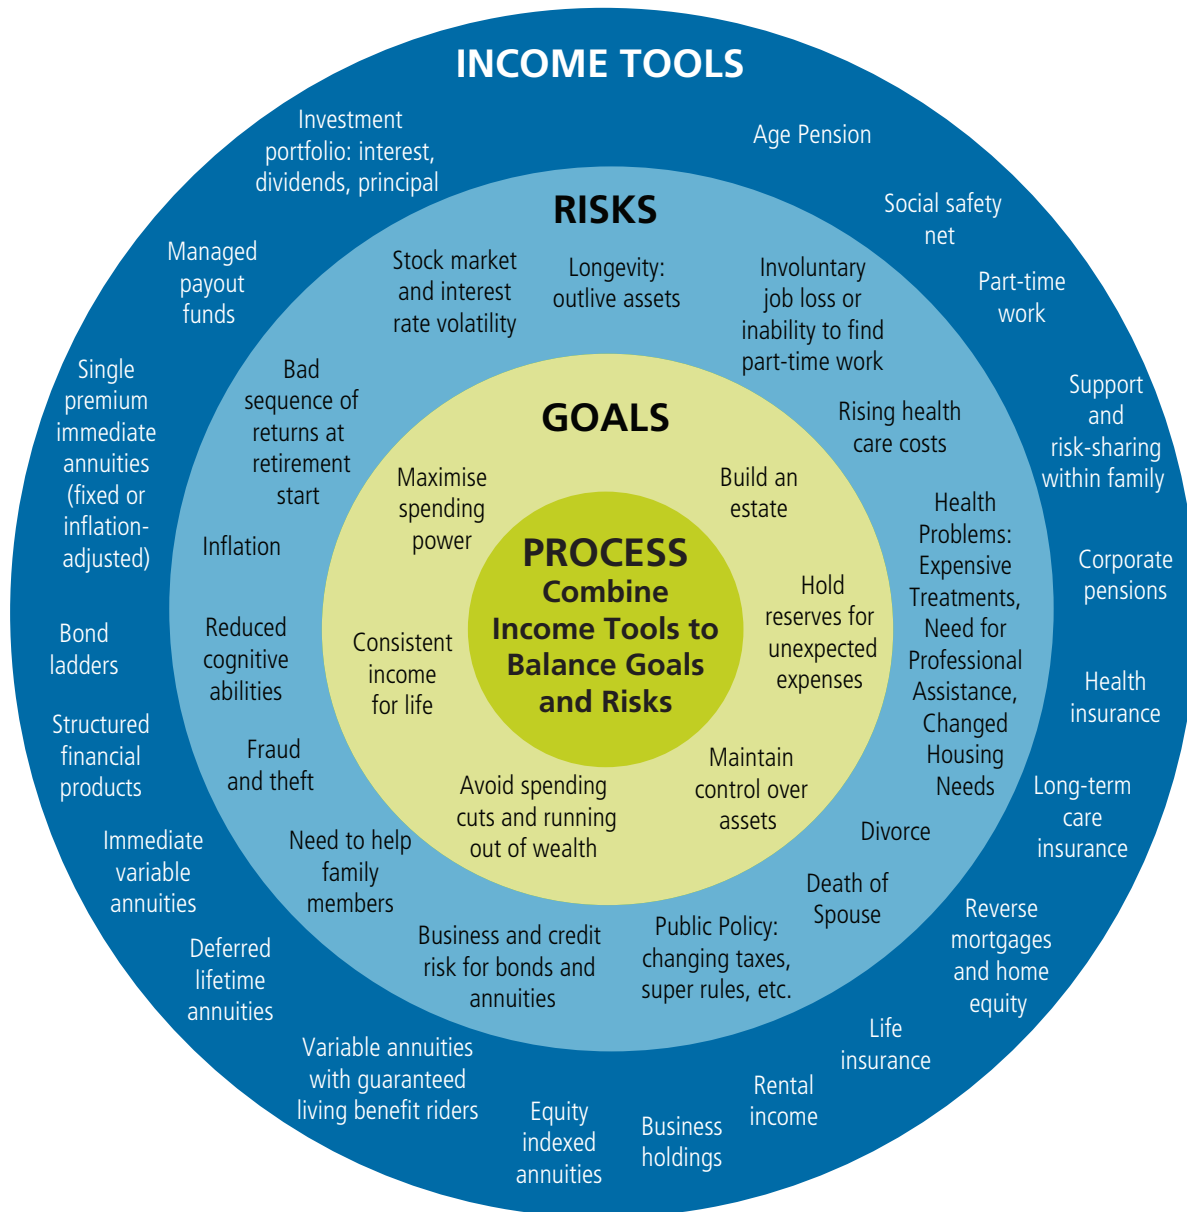 INCOME TOOLS
Investment
portfolio: interest,
dividends, principal
Age Pension
Social safety
net
Part-time
work
Support
and
risk-sharing
within family
Corporate
pensions
Health
insurance
Long-term
care
insurance
Reverse
mortgages
and home
equity
Life
insurance
Rental
income
Business
holdings
Equity
indexed
annuities
Variable annuities
with guaranteed
living benefit riders
Deferred
lifetime
annuities
Immediate
variable
annuities
Structured
financial
products
Bond
ladders
Single
premium
immediate
annuities
(fixed or
inflation-
adjusted)
Managed
payout
funds
RISKS
Stock market
and interest
rate volatility
Longevity:
outlive assets
Involuntary
job loss or
inability to find
part-time work
Rising health
care costs
Health
Problems:
Expensive
Treatments,
Need for
Professional
Assistance,
Changed
Housing
Needs
Divorce
Death of
Spouse
Public Policy:
changing taxes,
super rules, etc.
Business and credit
risk for bonds and
annuities
Need to help
family
members
Fraud
and theft
Reduced
cognitive
abilities
Inflation
Bad
sequence of
returns at
retirement
start
GOALS
Maximise
spending
power
Build an
estate
Hold
reserves for
unexpected
expenses
Maintain
control over
assets
Avoid spending
cuts and running
out of wealth
Consistent
income
for life
PROCESS
Combine
Income Tools to
Balance Goals
and Risks